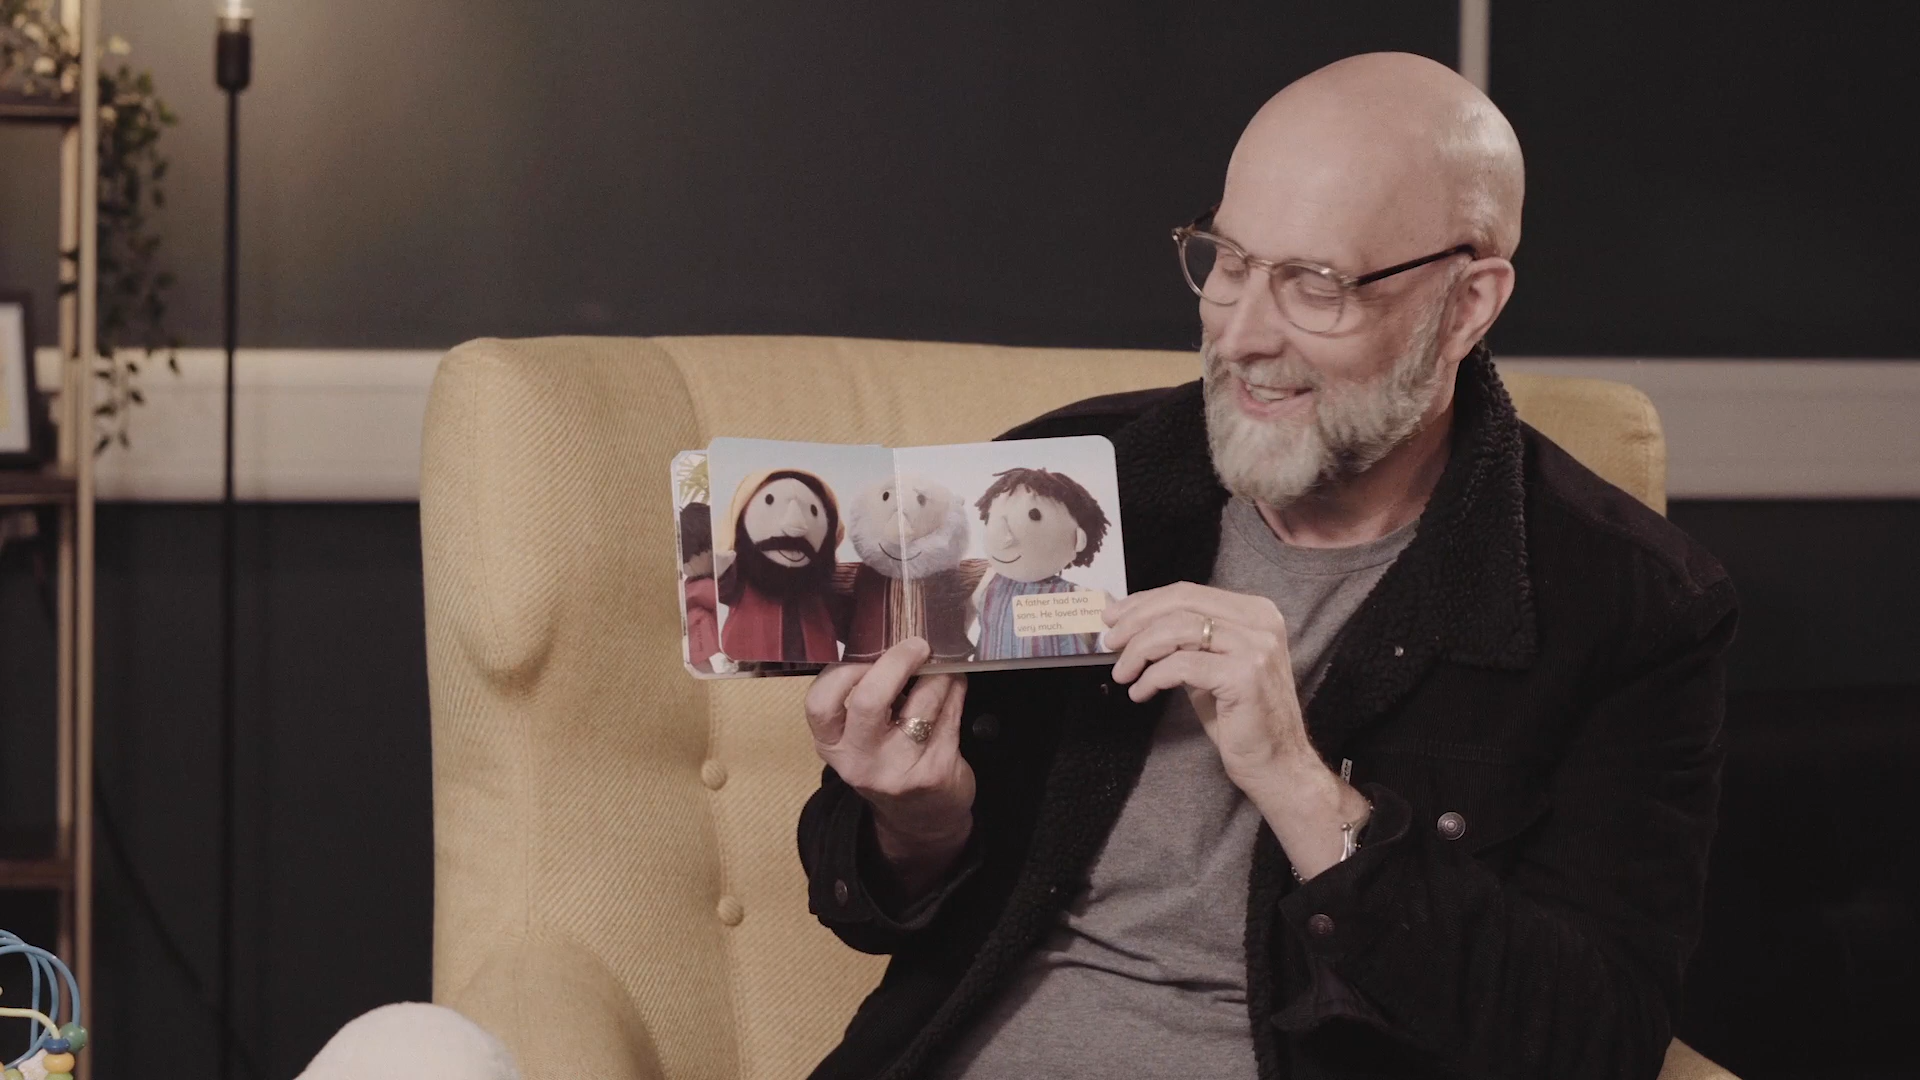 A father had two
sons. He loved them
very much.